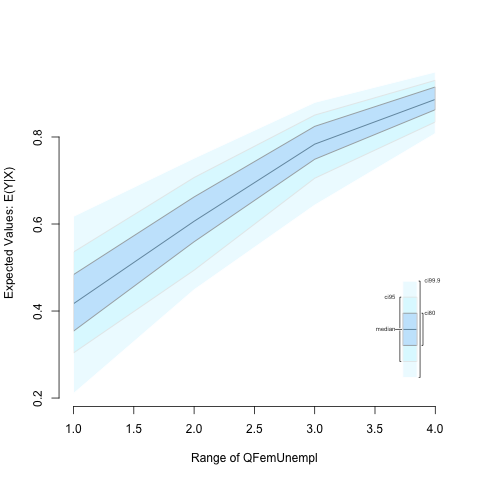 Expected Values: E(Y|X)
0.8
0.6
0.4
0.2
ci99.9
ci95
ci80
median
1.0 1.5 2.0 2.5 3.0 3.5 4.0
Range of QFemUnempl